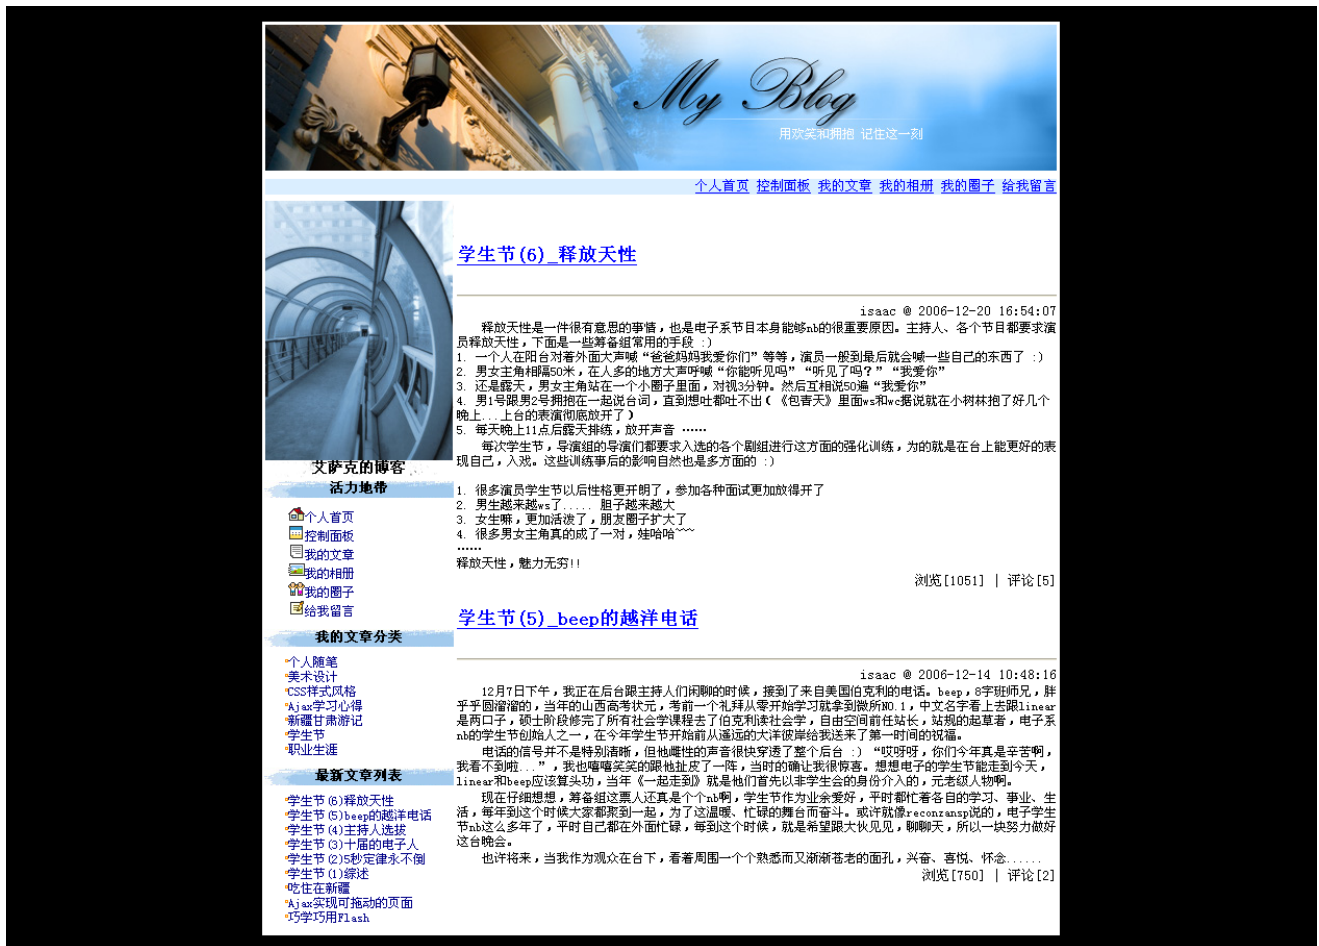 My Blog
用欢笑和拥抱 记住这一刻
个人首页 控制面板 我的文章 我的相册 我的圈子 给我留言
艾萨克的博客
活力地带
个人首页
控制面板
我的文章
我的相册
我的圈子
给我留言
我的文章分类
个人随笔
美术设计
CSS样式风格
Ajax学习心得
新疆甘肃游记
学生节
职业生涯
最新文章列表
学生节(6)释放天性
学生节(5)beep的越洋电话
学生节(4)主持人选拔
学生节(3)十届的电子人
学生节(2)5秒定律永不倒
学生节(1)综述
吃住在新疆
Ajax实现可拖动的页面
巧学巧用Flash
学生节(6)_释放天性
isaac @ 2006-12-20 16:54:07
释放天性是一件很有意思的事情，也是电子系节目本身能够nb的很重要原因。主持人、各个节目都要求演
员释放天性，下面是一些筹备组常用的手段 :)
1. 一个人在阳台对着外面大声喊“爸爸妈妈我爱你们”等等，演员一般到最后就会喊一些自己的东西了 :)
2. 男女主角相隔50米，在人多的地方大声呼喊“你能听见吗”“听见了吗？”“我爱你”
3. 还是露天，男女主角站在一个小圈子里面，对视3分钟。然后互相说50遍“我爱你”
4. 男1号跟男2号拥抱在一起说台词，直到想吐都吐不出（《包青天》里面ws和wc据说就在小树林抱了好几个
晚上...上台的表演彻底放开了）
5. 每天晚上11点后露天排练，放开声音 ……
每次学生节，导演组的导演们都要求入选的各个剧组进行这方面的强化训练，为的就是在台上能更好的表
现自己，入戏。这些训练事后的影响自然也是多方面的 :)
1. 很多演员学生节以后性格更开朗了，参加各种面试更加放得开了
2. 男生越来越ws了..... 胆子越来越大
3. 女生嘛，更加活泼了，朋友圈子扩大了
4. 很多男女主角真的成了一对，娃哈哈~~~
……
释放天性，魅力无穷!!
浏览[1051] | 评论[5]
学生节(5)_beep的越洋电话
isaac @ 2006-12-14 10:48:16
12月7日下午，我正在后台跟主持人们闲聊的时候，接到了来自美国伯克利的电话。beep，8字班师兄，胖
乎乎圆溜溜的，当年的山西高考状元，考前一个礼拜从零开始学习就拿到微所NO.1，中文名字看上去跟linear
是两口子，硕士阶段修完了所有社会学课程去了伯克利读社会学，自由空间前任站长，站规的起草者，电子系
nb的学生节创始人之一，在今年学生节开始前从遥远的大洋彼岸给我送来了第一时间的祝福。
电话的信号并不是特别清晰，但他雌性的声音很快穿透了整个后台 :）“哎呀呀，你们今年真是辛苦啊，
我看不到啦...”，我也嘻嘻笑笑的跟他扯皮了一阵，当时的确让我很惊喜。想想电子的学生节能走到今天，
linear和beep应该算头功，当年《一起走到》就是他们首先以非学生会的身份介入的，元老级人物啊。
现在仔细想想，筹备组这票人还真是个个nb啊，学生节作为业余爱好，平时都忙着各自的学习、事业、生
活，每年到这个时候大家都聚到一起，为了这温暖、忙碌的舞台而奋斗。或许就像reconzansp说的，电子学生
节nb这么多年了，平时自己都在外面忙碌，每到这个时候，就是希望跟大伙见见，聊聊天，所以一块努力做好
这台晚会。
也许将来，当我作为观众在台下，看着周围一个个熟悉而又渐渐苍老的面孔，兴奋、喜悦、怀念......
浏览[750] | 评论[2]